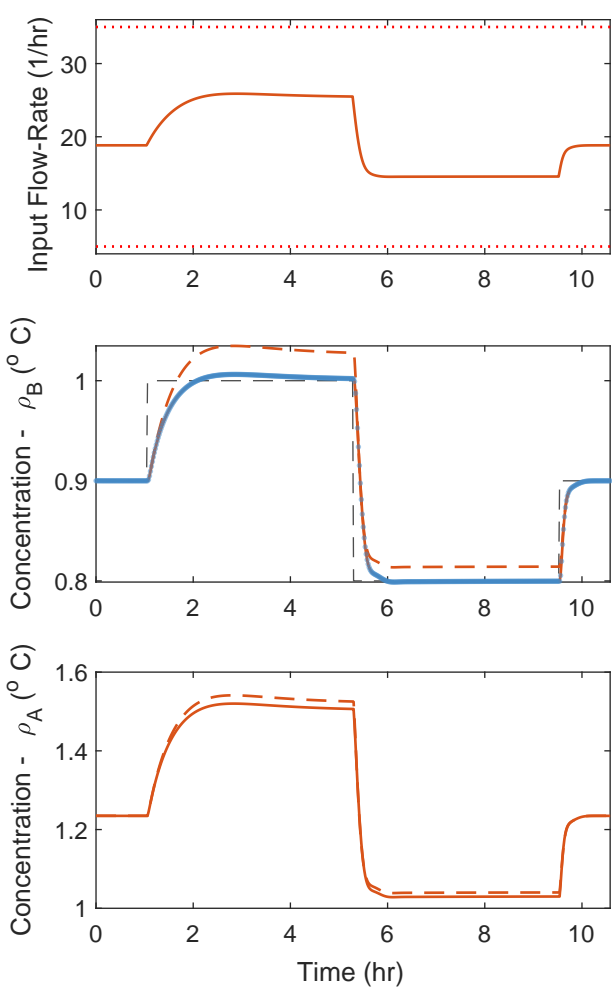 Input Flow-Rate (1/hr)
30
20
10
0 2 4 6 8 10
Concentration - ρB (° C)
1
0.9
0.8
0 2 4 6 8 10
Concentration - ρA (° C)
1.6
1.4
1.2
1
0 2 4 6 8 10
Time (hr)